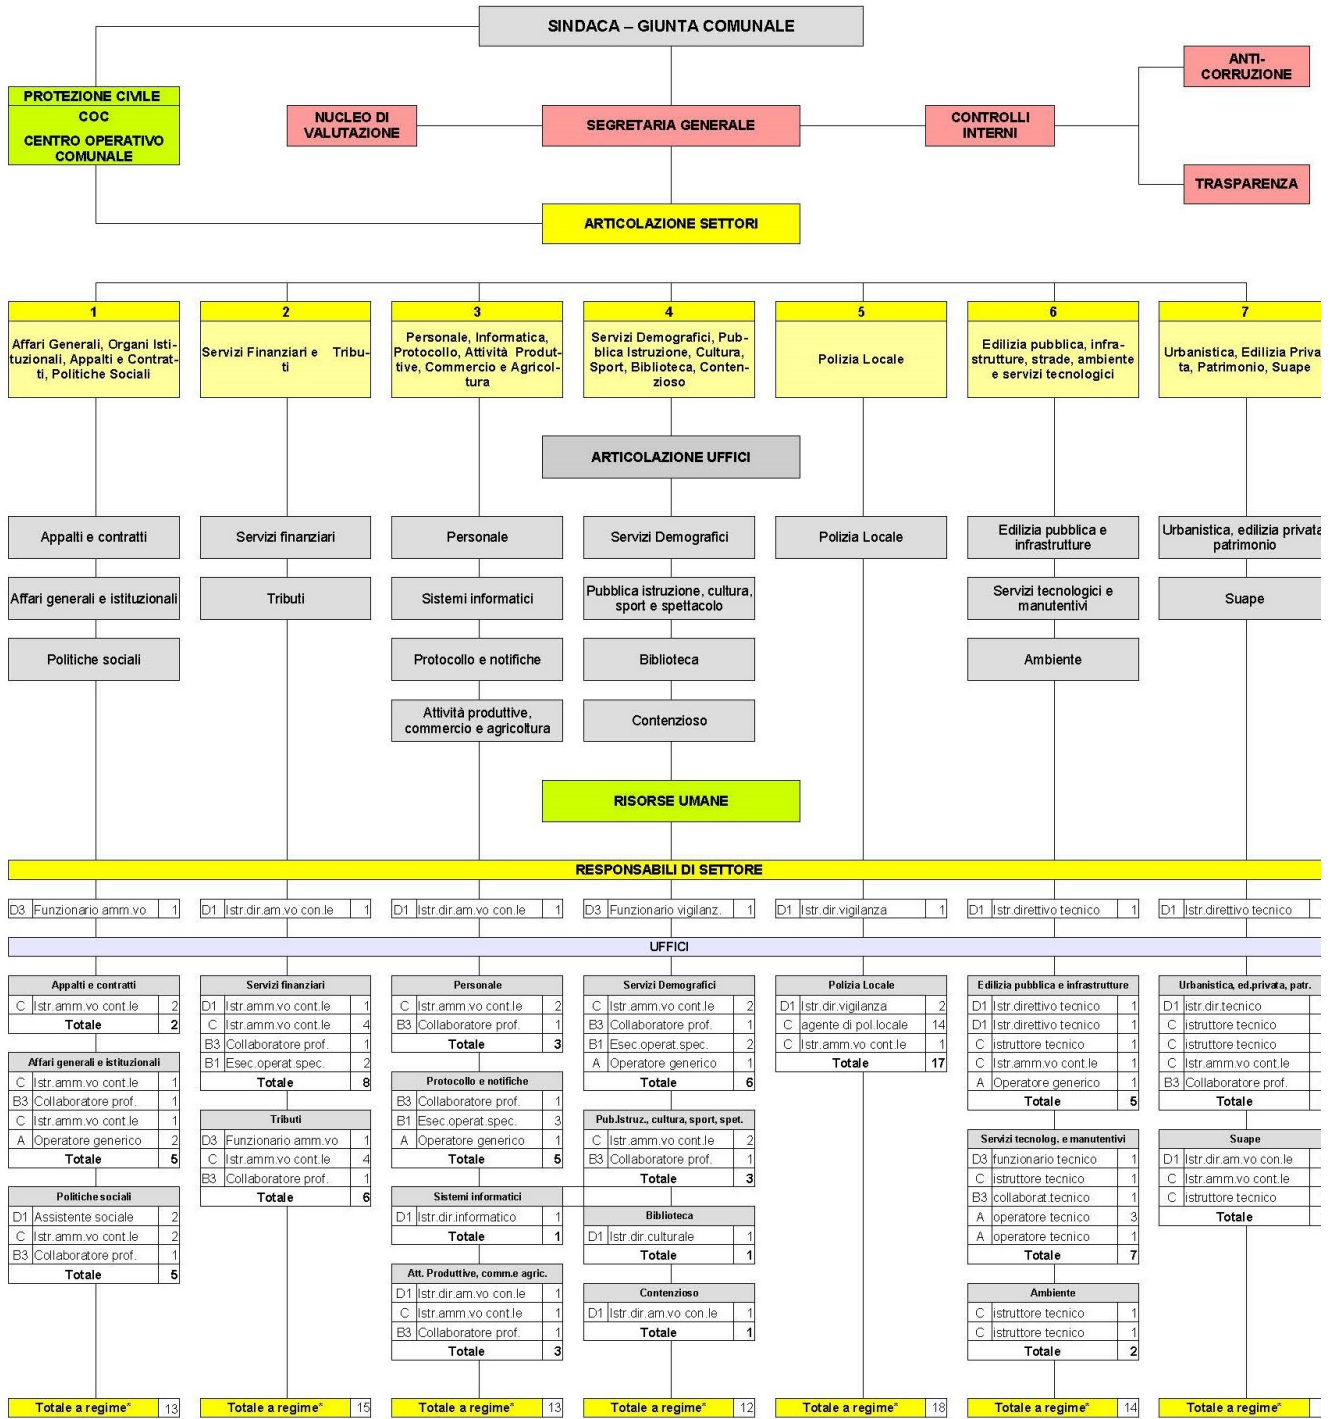 SINDACA – GIUNTA COMUNALE
ANTI-
CORRUZIONE
PROTEZIONE CIVILE
COC
CENTRO OPERATIVO
COMUNALE
NUCLEO DI
VALUTAZIONE
SEGRETARIA GENERALE
CONTROLLI
INTERNI
TRASPARENZA
ARTICOLAZIONE SETTORI
1
Affari Generali, Organi Isti-
tuzionali, Appalti e Contrat-
ti, Politiche Sociali
2
Servizi Finanziari e Tribu-
ti
3
Personale, Informatica,
Protocollo, Attività Produt-
tive, Commercio e Agricol-
tura
4
Servizi Demografici, Pub-
blica Istruzione, Cultura,
Sport, Biblioteca, Conten-
zioso
5
Polizia Locale
6
Edilizia pubblica, infra-
strutture, strade, ambiente
e servizi tecnologici
7
Urbanistica, Edilizia Priva
ta, Patrimonio, Suape
ARTICOLAZIONE UFFICI
Appalti e contratti
Affari generali e istituzionali
Politiche sociali
Servizi finanziari
Tributi
Personale
Sistemi informatici
Protocollo e notifiche
Attività produttive,
commercio e agricoltura
Servizi Demografici
Pubblica istruzione, cultura,
sport e spettacolo
Biblioteca
Contenzioso
Polizia Locale
Edilizia pubblica e
infrastrutture
Servizi tecnologici e
manutentivi
Ambiente
Urbanistica, edilizia privata
patrimonio
Suape
RISORSE UMANE
RESPONSABILI DI SETTORE
D3 Funzionario amm.vo 1
D1 Istr.dir.am.vo con.le 1
D1 Istr.dir.am.vo con.le 1
D3 Funzionario vigilanz. 1
D1 Istr.dir.vigilanza 1
D1 Istr.direttivo tecnico 1
D1 Istr.direttivo tecnico
UFFICI
Appalti e contratti
C Istr.amm.vo cont.le 2
Totale 2
Affari generali e istituzionali
C Istr.amm.vo cont.le 1
B3 Collaboratore prof. 1
C Istr.amm.vo cont.le 1
A Operatore generico 2
Totale 5
Politiche sociali
D1 Assistente sociale 2
C Istr.amm.vo cont.le 2
B3 Collaboratore prof. 1
Totale 5
Servizi finanziari
D1 Istr.amm.vo cont.le 1
C Istr.amm.vo cont.le 4
B3 Collaboratore prof. 1
B1 Esec.operat.spec. 2
Totale 8
Tributi
D3 Funzionario amm.vo 1
C Istr.amm.vo cont.le 4
B3 Collaboratore prof. 1
Totale 6
Personale
C Istr.amm.vo cont.le 2
B3 Collaboratore prof. 1
Totale 3
Protocollo e notifiche
B3 Collaboratore prof. 1
B1 Esec.operat.spec. 3
A Operatore generico 1
Totale 5
Sistemi informatici
D1 Istr.dir.informatico 1
Totale 1
Att. Produttive, comm.e agric.
D1 Istr.dir.am.vo con.le 1
C Istr.amm.vo cont.le 1
B3 Collaboratore prof. 1
Totale 3
Servizi Demografici
C Istr.amm.vo cont.le 2
B3 Collaboratore prof. 1
B1 Esec.operat.spec. 2
A Operatore generico 1
Totale 6
Pub.Istruz., cultura, sport, spet.
C Istr.amm.vo cont.le 2
B3 Collaboratore prof. 1
Totale 3
Biblioteca
D1 Istr.dir.culturale 1
Totale 1
Contenzioso
D1 Istr.dir.am.vo con.le 1
Totale 1
Polizia Locale
D1 Istr.dir.vigilanza 2
C agente di pol.locale 14
C Istr.amm.vo cont.le 1
Totale 17
Edilizia pubblica e infrastrutture
D1 Istr.direttivo tecnico 1
D1 Istr.direttivo tecnico 1
C istruttore tecnico 1
C Istr.amm.vo cont.le 1
A Operatore generico 1
Totale 5
Servizi tecnolog. e manutentivi
D3 funzionario tecnico 1
C istruttore tecnico 1
B3 collaborat.tecnico 1
A operatore tecnico 3
A operatore tecnico 1
Totale 7
Ambiente
C istruttore tecnico 1
C istruttore tecnico 1
Totale 2
Urbanistica, ed.privata, patr.
D1 istr.dir.tecnico
C istruttore tecnico
C istruttore tecnico
C Istr.amm.vo cont.le
B3 Collaboratore prof.
Totale
Suape
D1 Istr.dir.am.vo con.le
C Istr.amm.vo cont.le
C istruttore tecnico
Totale
Totale a regime* 13
Totale a regime* 15
Totale a regime* 13
Totale a regime* 12
Totale a regime* 18
Totale a regime* 14
Totale a regime*